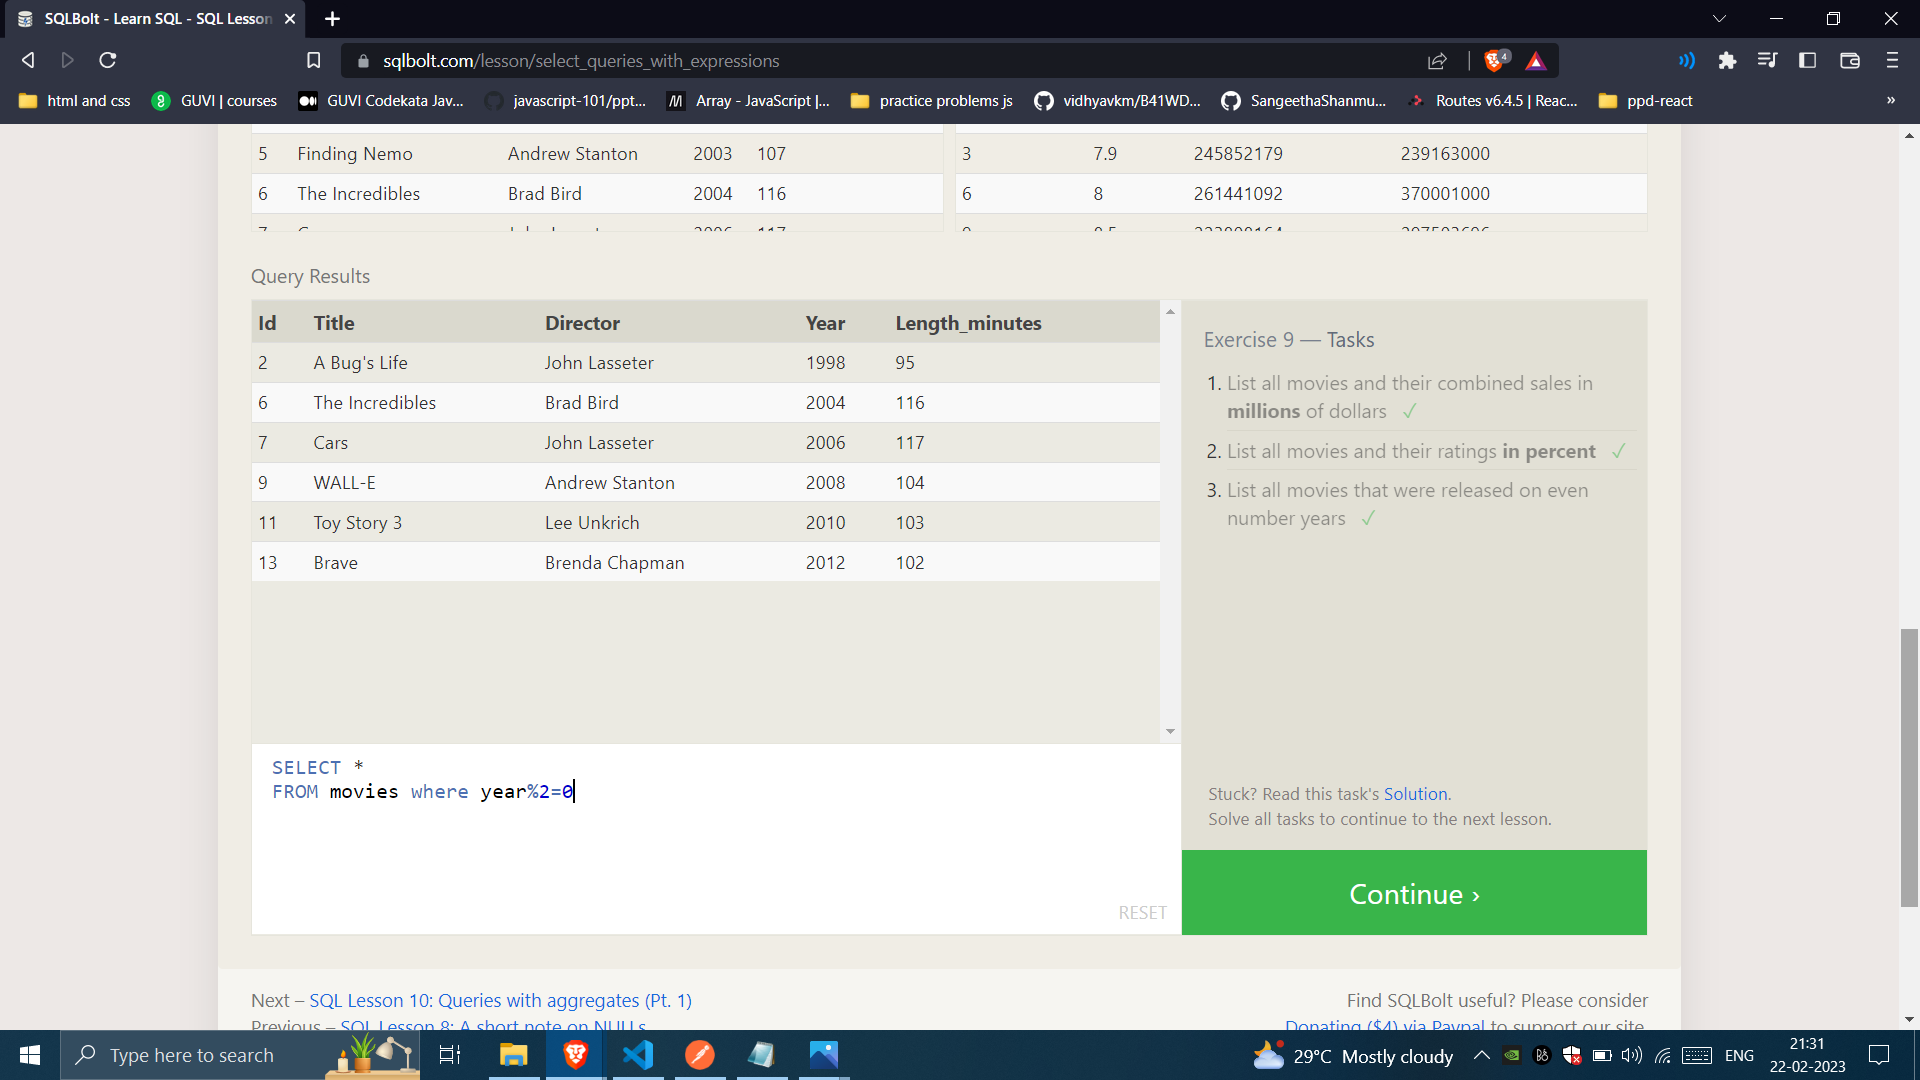 SQLBolt - Learn SQL - SQL Lesson
sqlbolt.com/lesson/select_queries_with_expressions
4
html and css
GUVI | courses
GUVI Codekata Jav...
javascript-101/ppt...
Array - JavaScript |...
practice problems js
vidhyavkm/B41WD...
SangeethaShanmu...
Routes v6.4.5 | Reac...
ppd-react
»
5 Finding Nemo Andrew Stanton 2003 107
6 The Incredibles Brad Bird 2004 116
3 7.9 245852179 239163000
6 8 261441092 370001000
Query Results
Id Title Director Year Length_minutes
2 A Bug's Life John Lasseter 1998 95
6 The Incredibles Brad Bird 2004 116
7 Cars John Lasseter 2006 117
9 WALL-E Andrew Stanton 2008 104
11 Toy Story 3 Lee Unkrich 2010 103
13 Brave Brenda Chapman 2012 102
Exercise 9 — Tasks
1. List all movies and their combined sales in
millions of dollars ✓
2. List all movies and their ratings in percent ✓
3. List all movies that were released on even
number years ✓
SELECT *
FROM movies where year%2=0
RESET
Stuck? Read this task's Solution.
Solve all tasks to continue to the next lesson.
Continue ›
Next – SQL Lesson 10: Queries with aggregates (Pt. 1)
Previous – SQL Lesson 8: A short note on NULLs
Find SQLBolt useful? Please consider
Donating ($4) via Paypal to support our site.
Type here to search
29°C Mostly cloudy
ENG
21:31
22-02-2023